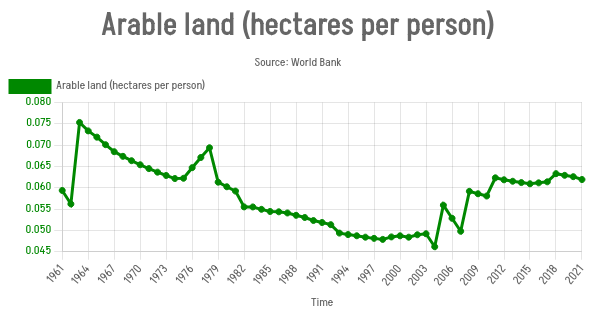 Arable land (hectares per person)
Source: World Bank
Arable land (hectares per person)
0.080
0.075
0.070
0.065
0.060
0.055
0.050
0.045
1961 1964 1967 1970 1973 1976 1979 1982 1985 1988 1991 1994 1997 2000 2003 2006 2009 2012 2015 2018 2021
Time